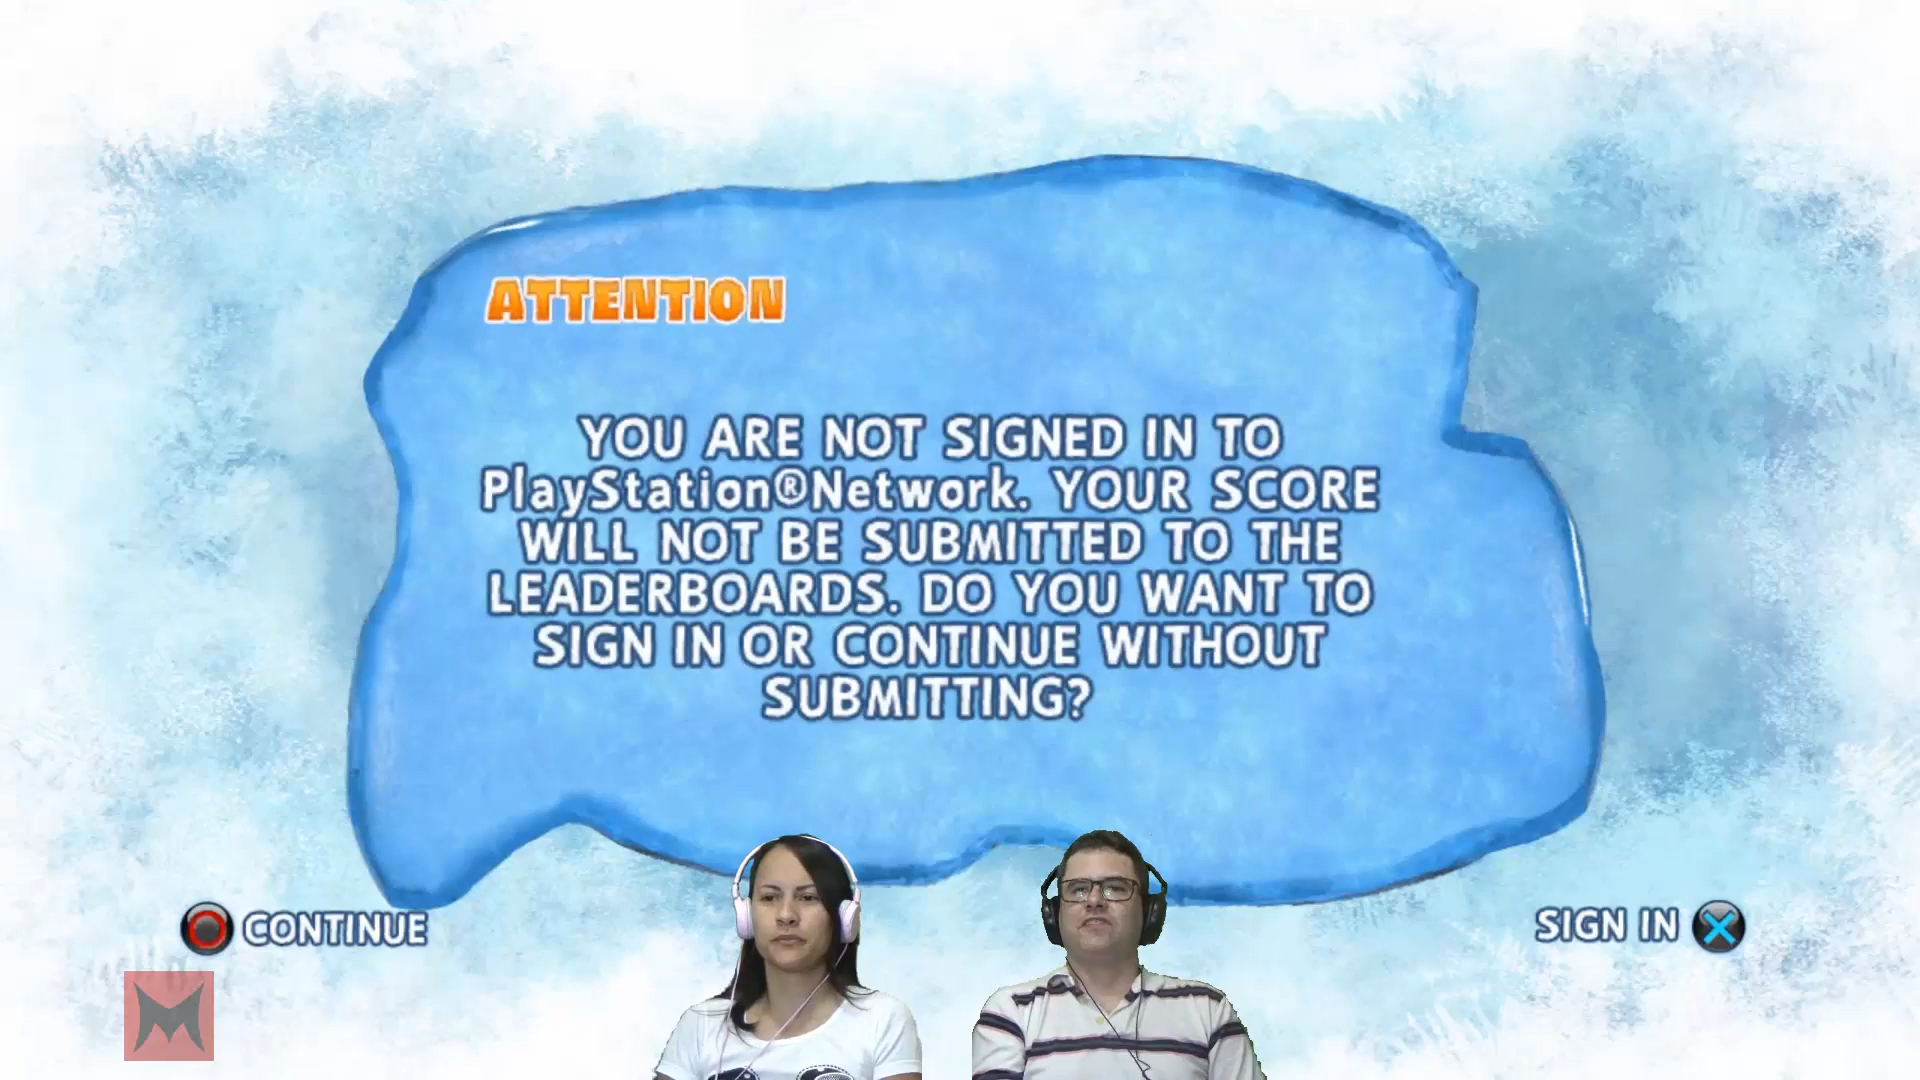 ATTENTION
YOU ARE NOT SIGNED IN TO
PlayStation®Network. YOUR SCORE
WILL NOT BE SUBMITTED TO THE
LEADERBOARDS. DO YOU WANT TO
SIGN IN OR CONTINUE WITHOUT
SUBMITTING?
CONTINUE
SIGN IN